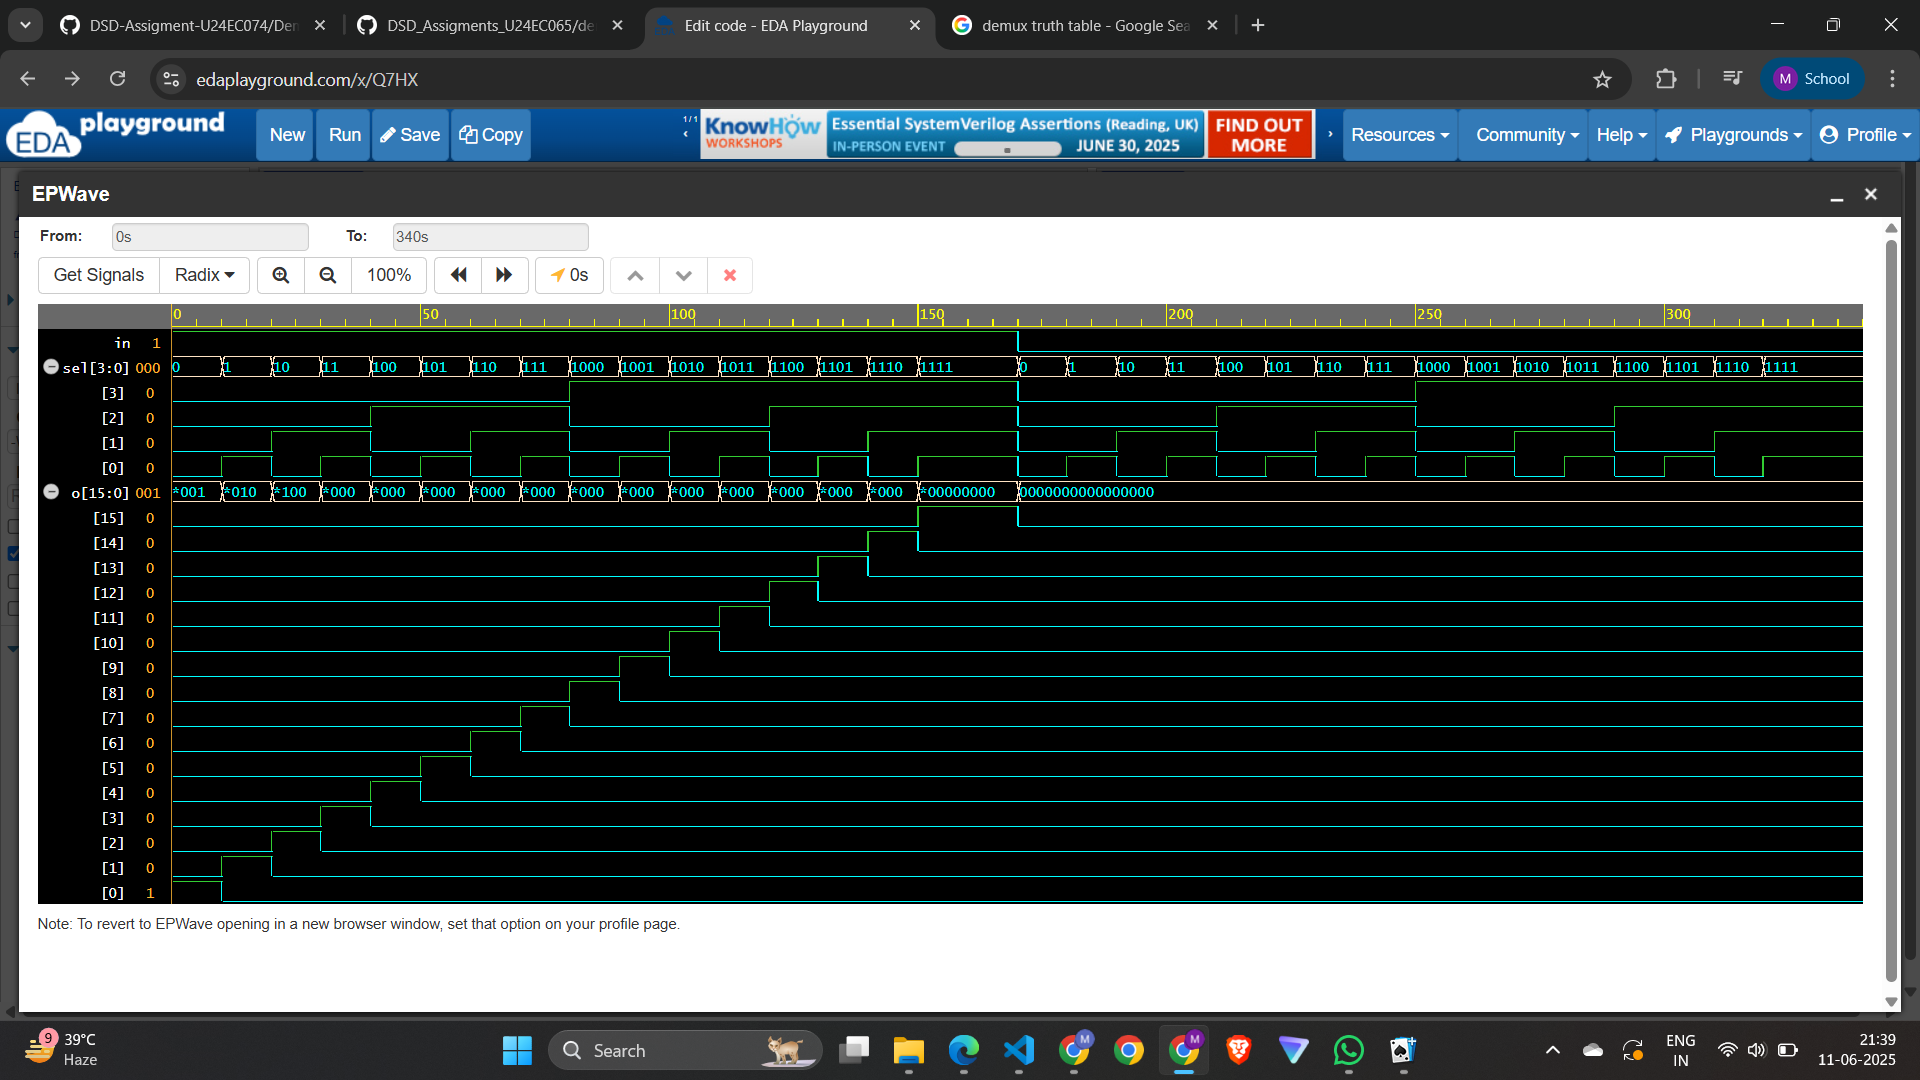 DSD-Assigment-U24EC074/Den
DSD_Assigments_U24EC065/de
Edit code - EDA Playground
demux truth table - Google Sea
edaplayground.com/x/Q7HX
M School
EDA playground
New Run Save Copy
1/1
KnowHow WORKSHOPS
Essential SystemVerilog Assertions (Reading, UK)
IN-PERSON EVENT JUNE 30, 2025
FIND OUT MORE
Resources Community Help Playgrounds Profile
EPWave
From: 0s To: 340s
Get Signals Radix 100% 0s
0 50 100 150 200 250 300
in 1
sel[3:0] 000 0 1 10 11 100 101 110 111 1000 1001 1010 1011 1100 1101 1110 1111 0 1 10 11 100 101 110 111 1000 1001 1010 1011 1100 1101 1110 1111
[3] 0
[2] 0
[1] 0
[0] 0
o[15:0] 001 *001 *010 *100 *000 *000 *000 *000 *000 *000 *000 *000 *000 *000 *000 *000 *00000000 0000000000000000
[15] 0
[14] 0
[13] 0
[12] 0
[11] 0
[10] 0
[9] 0
[8] 0
[7] 0
[6] 0
[5] 0
[4] 0
[3] 0
[2] 0
[1] 0
[0] 1
Note: To revert to EPWave opening in a new browser window, set that option on your profile page.
9
39°C
Haze
Search
M
M
ENG
IN
21:39
11-06-2025